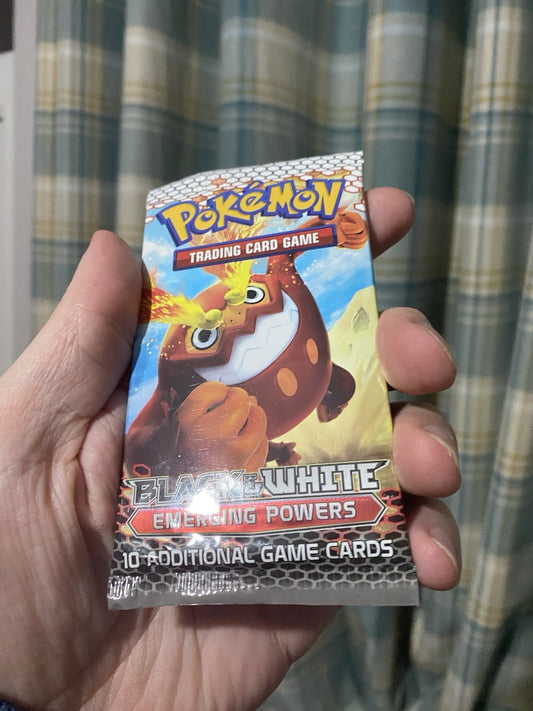 POKéMON
TRADING CARD GAME
BLACK & WHITE
EMERGING POWERS
10 ADDITIONAL GAME CARDS